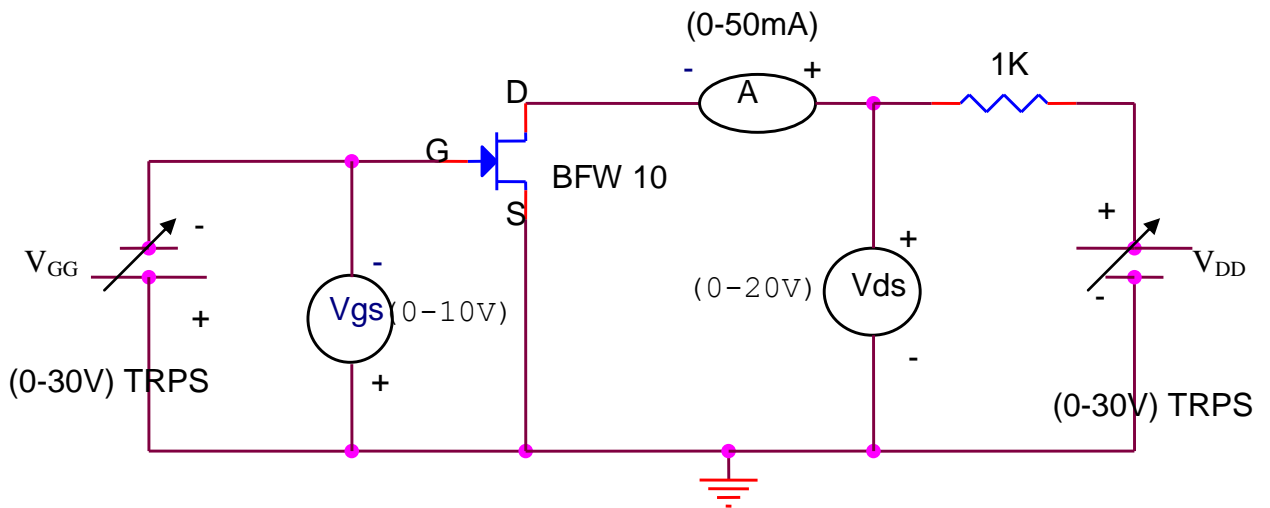 (0-50mA)
- +
A
1K
D
G
BFW 10
S
+
-
V_GG
+
-
Vgs
(0-10V)
+
(0-20V)
+
Vds
-
V_DD
+
-
(0-30V) TRPS
(0-30V) TRPS